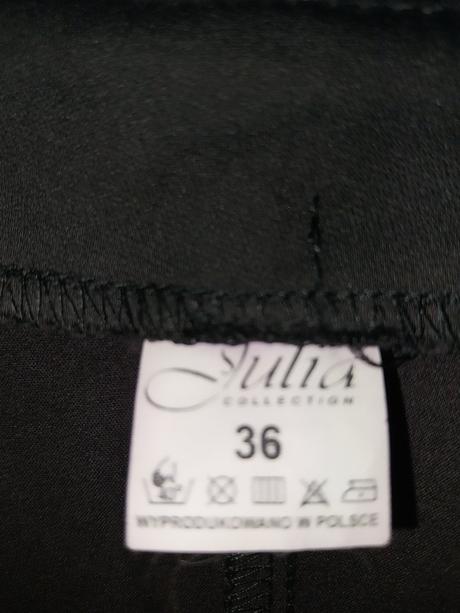 Julia
COLLECTION
36
WYPRODUKOWANO W POLSCE